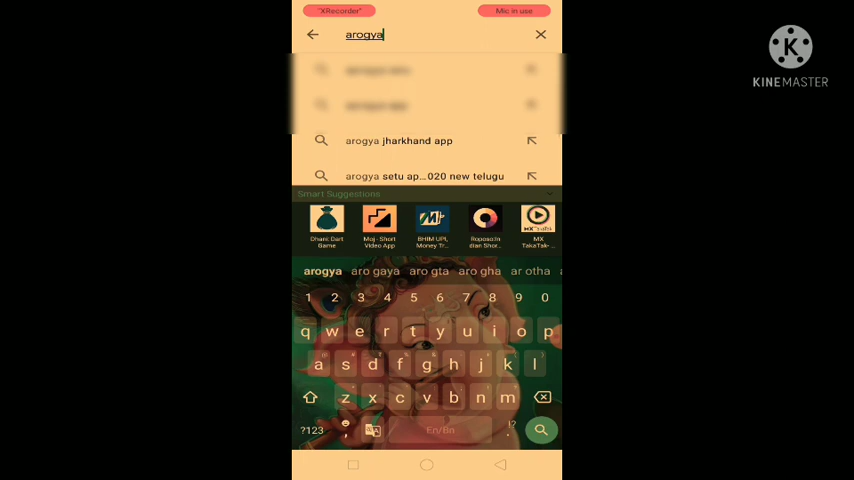 "XRecorder" Mic in use
arogya
K
KINEMASTER
arogya jharkhand app
arogya setu ap...020 new telugu
Smart Suggestions
Dhani: Dart Game
Moj - Short Video App
BHIM UPI, Money Tr...
Roposo:In dian Shor...
MX TakaTak-...
arogya aro gaya aro gta aro gha ar otha
1 2 3 4 5 6 7 8 9 0
q w e r t y u i o p
a s d f g h j k l
z x c v b n m
?123 , En/Bn . !?